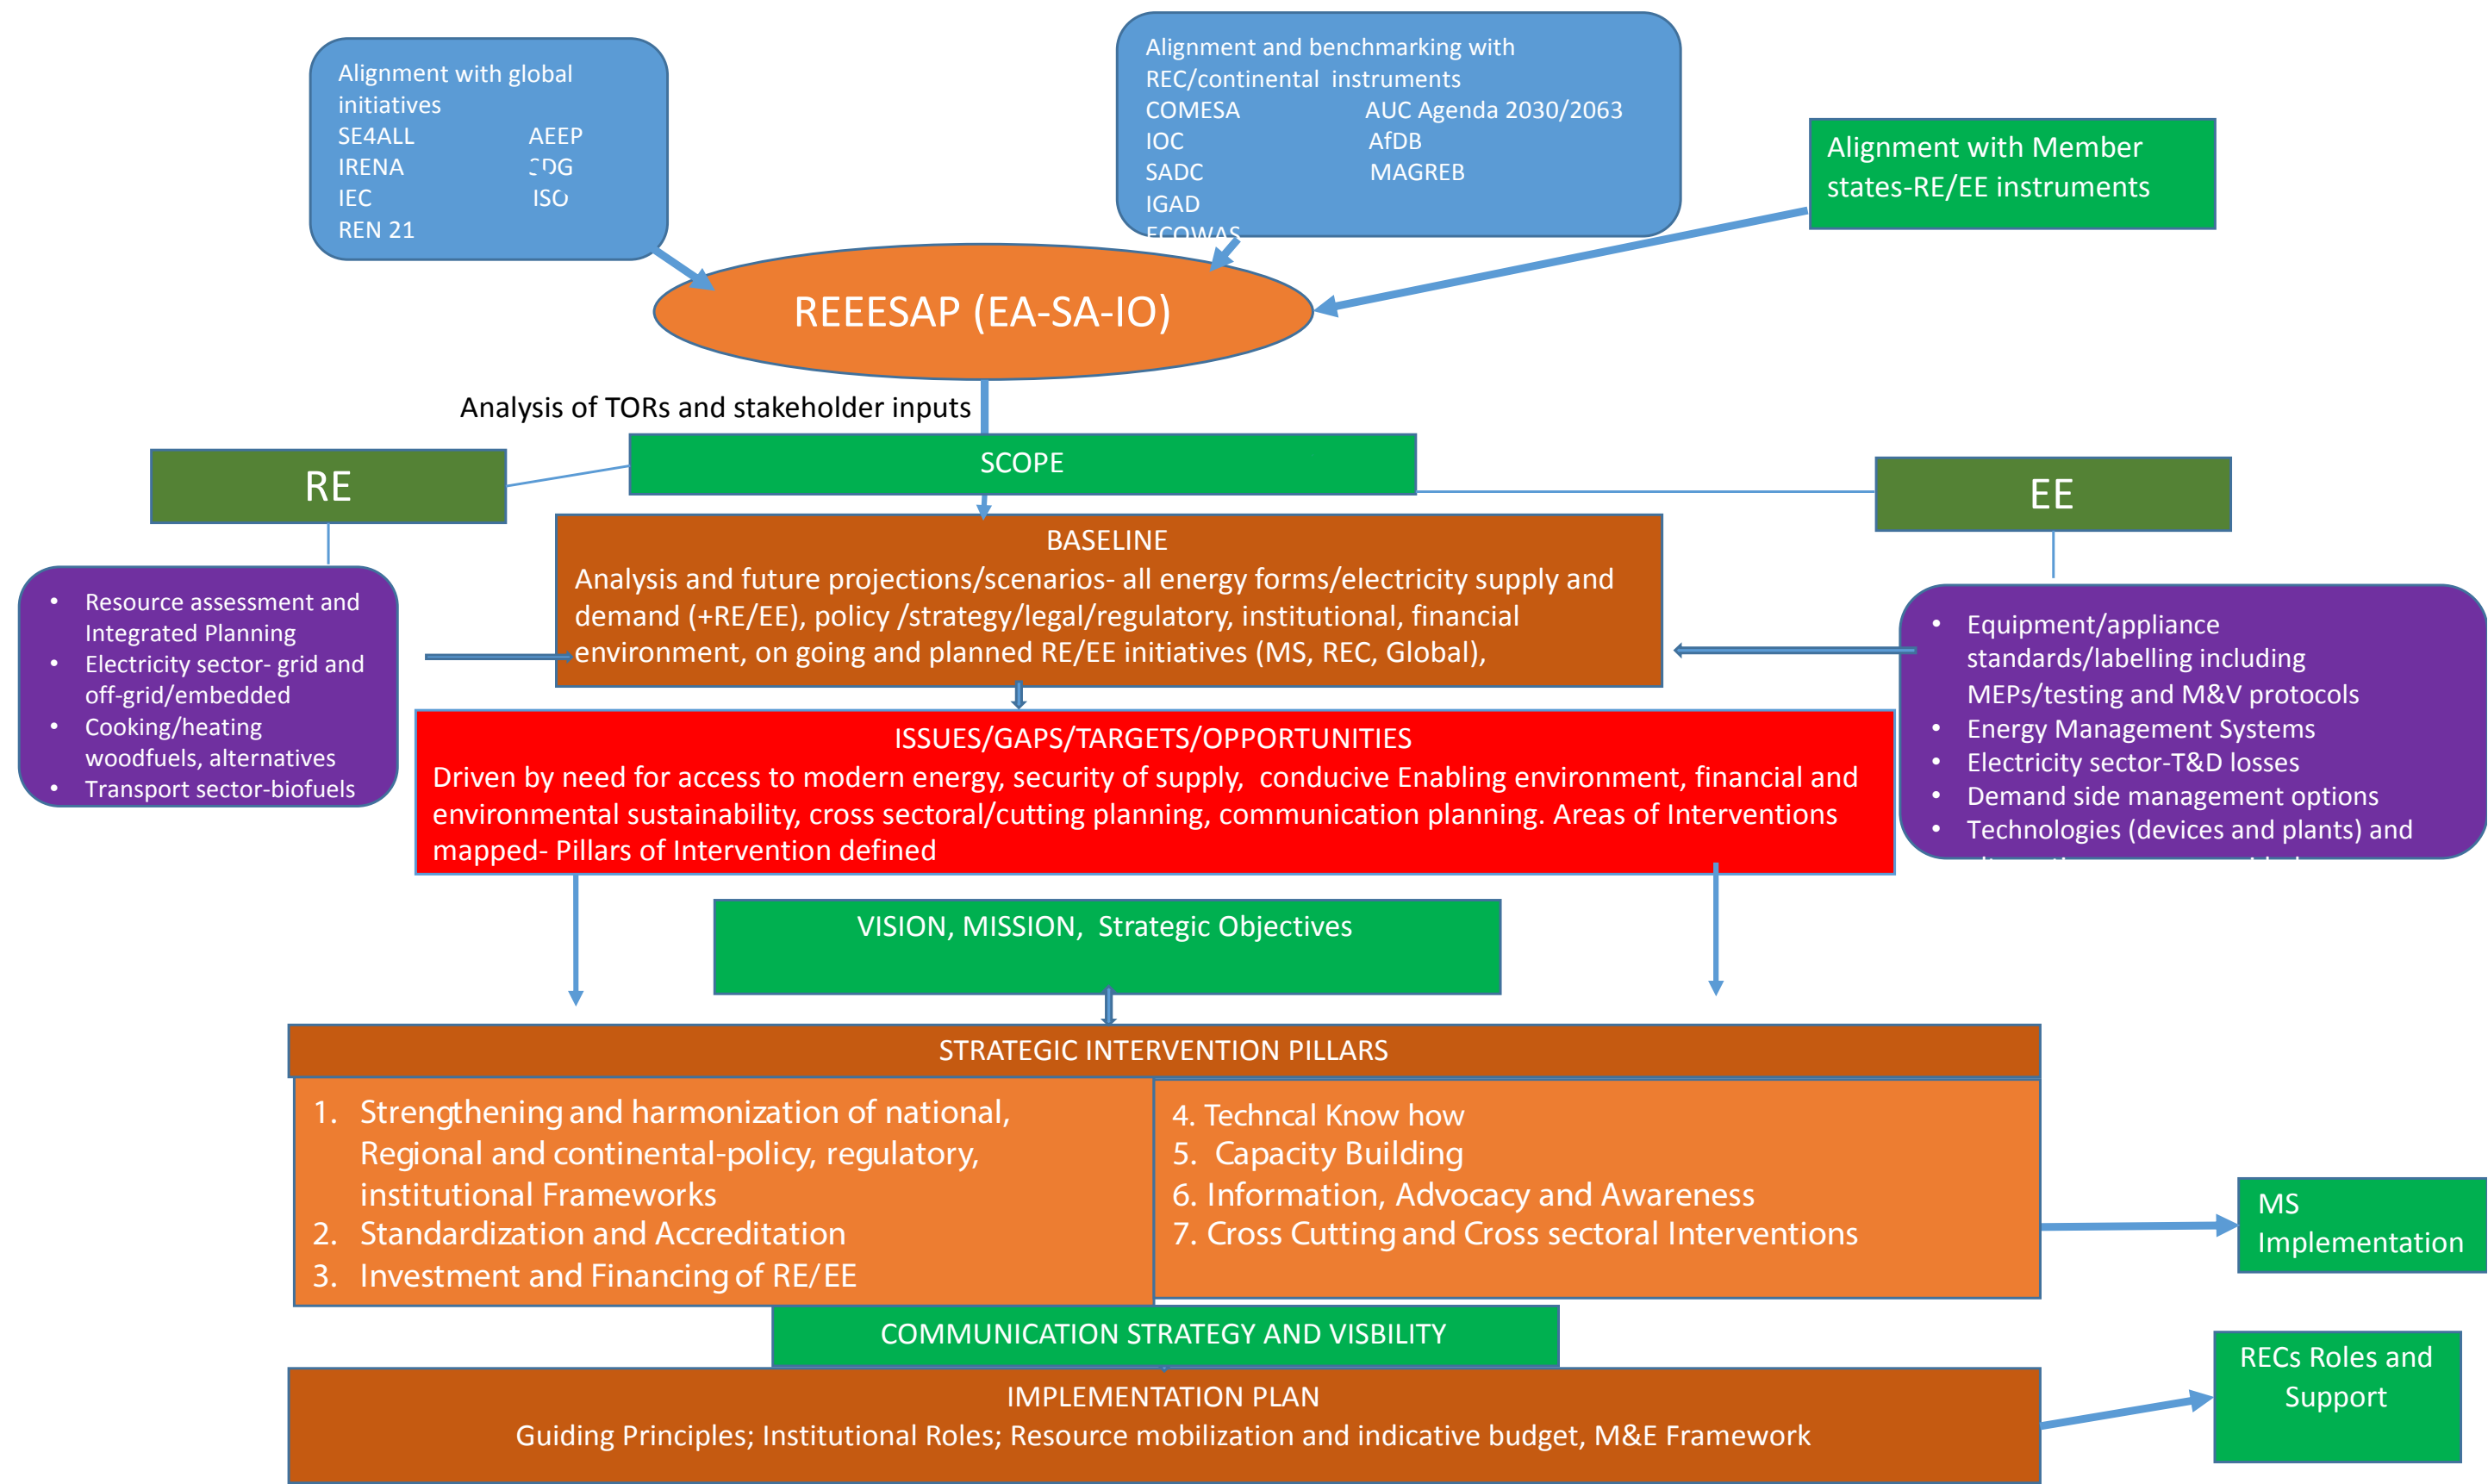 Alignment with global
initiatives
SE4ALL AEEP
IRENA SDG
IEC ISO
REN 21
Alignment and benchmarking with
REC/continental instruments
COMESA AUC Agenda 2030/2063
IOC AfDB
SADC MAGREB
IGAD
ECOWAS
Alignment with Member
states-RE/EE instruments
REEESAP (EA-SA-IO)
Analysis of TORs and stakeholder inputs
SCOPE
RE
EE
BASELINE
Analysis and future projections/scenarios- all energy forms/electricity supply and
demand (+RE/EE), policy /strategy/legal/regulatory, institutional, financial
environment, on going and planned RE/EE initiatives (MS, REC, Global),
• Resource assessment and
Integrated Planning
• Electricity sector- grid and
off-grid/embedded
• Cooking/heating
woodfuels, alternatives
• Transport sector-biofuels
• Equipment/appliance
standards/labelling including
MEPs/testing and M&V protocols
• Energy Management Systems
• Electricity sector-T&D losses
• Demand side management options
• Technologies (devices and plants) and
ISSUES/GAPS/TARGETS/OPPORTUNITIES
Driven by need for access to modern energy, security of supply, conducive Enabling environment, financial and
environmental sustainability, cross sectoral/cutting planning, communication planning. Areas of Interventions
mapped- Pillars of Intervention defined
VISION, MISSION, Strategic Objectives
STRATEGIC INTERVENTION PILLARS
1. Strengthening and harmonization of national,
Regional and continental-policy, regulatory,
institutional Frameworks
2. Standardization and Accreditation
3. Investment and Financing of RE/EE
4. Techncal Know how
5. Capacity Building
6. Information, Advocacy and Awareness
7. Cross Cutting and Cross sectoral Interventions
MS
Implementation
COMMUNICATION STRATEGY AND VISBILITY
RECs Roles and
Support
IMPLEMENTATION PLAN
Guiding Principles; Institutional Roles; Resource mobilization and indicative budget, M&E Framework